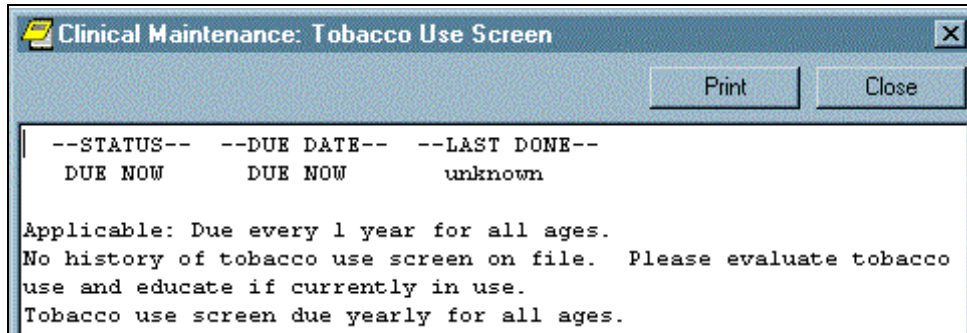 Clinical Maintenance: Tobacco Use Screen
Print Close
--STATUS-- --DUE DATE-- --LAST DONE--
DUE NOW DUE NOW unknown
Applicable: Due every 1 year for all ages.
No history of tobacco use screen on file. Please evaluate tobacco
use and educate if currently in use.
Tobacco use screen due yearly for all ages.